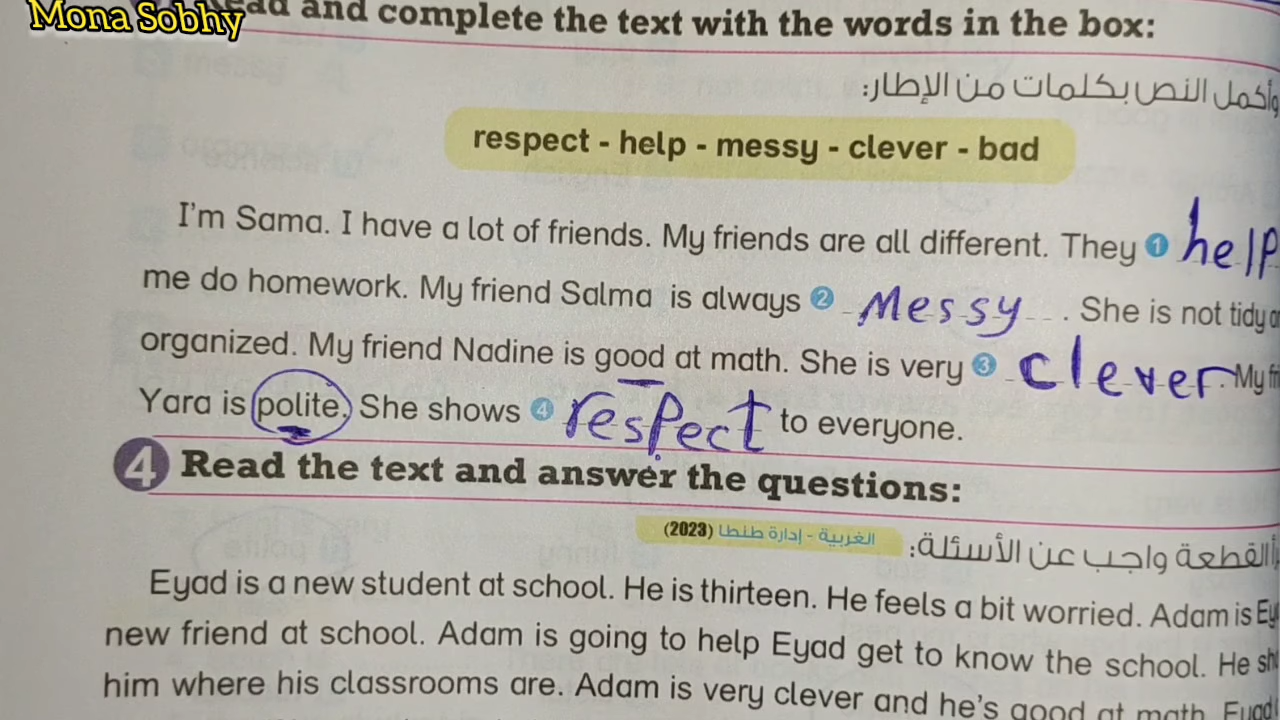 Mona Sobhy
Read and complete the text with the words in the box:
وأكمل النص بكلمات من الإطار:
respect - help - messy - clever - bad
I'm Sama. I have a lot of friends. My friends are all different. They 1 help
me do homework. My friend Salma is always 2 Messy. She is not tidy
organized. My friend Nadine is good at math. She is very 3 clever. My
Yara is polite. She shows 4 respect to everyone.
4 Read the text and answer the questions:
الغربية - إدارة طنطا (2023)
القطعة واجب عن الأسئلة:
Eyad is a new student at school. He is thirteen. He feels a bit worried. Adam is
new friend at school. Adam is going to help Eyad get to know the school. He
him where his classrooms are. Adam is very clever and he's good at math.